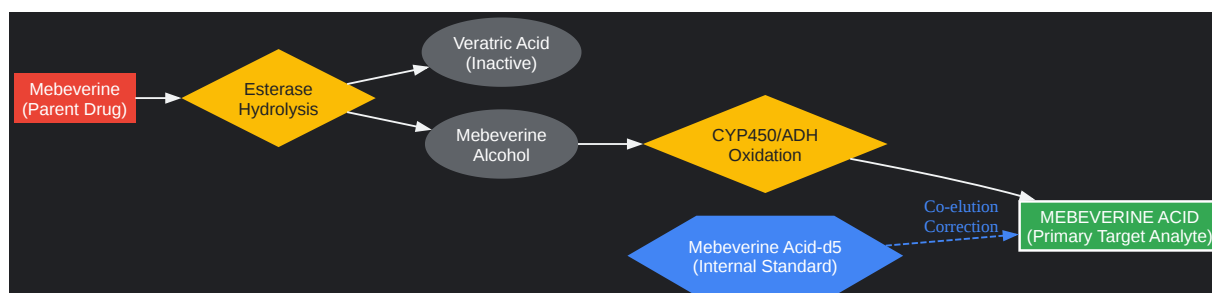 Mebeverine
(Parent Drug)
Esterase
Hydrolysis
Veratric Acid
(Inactive)
Mebeverine
Alcohol
CYP450/ADH
Oxidation
Mebeverine Acid-d5
(Internal Standard)
Co-elution
Correction
MEBEVERINE ACID
(Primary Target Analyte)